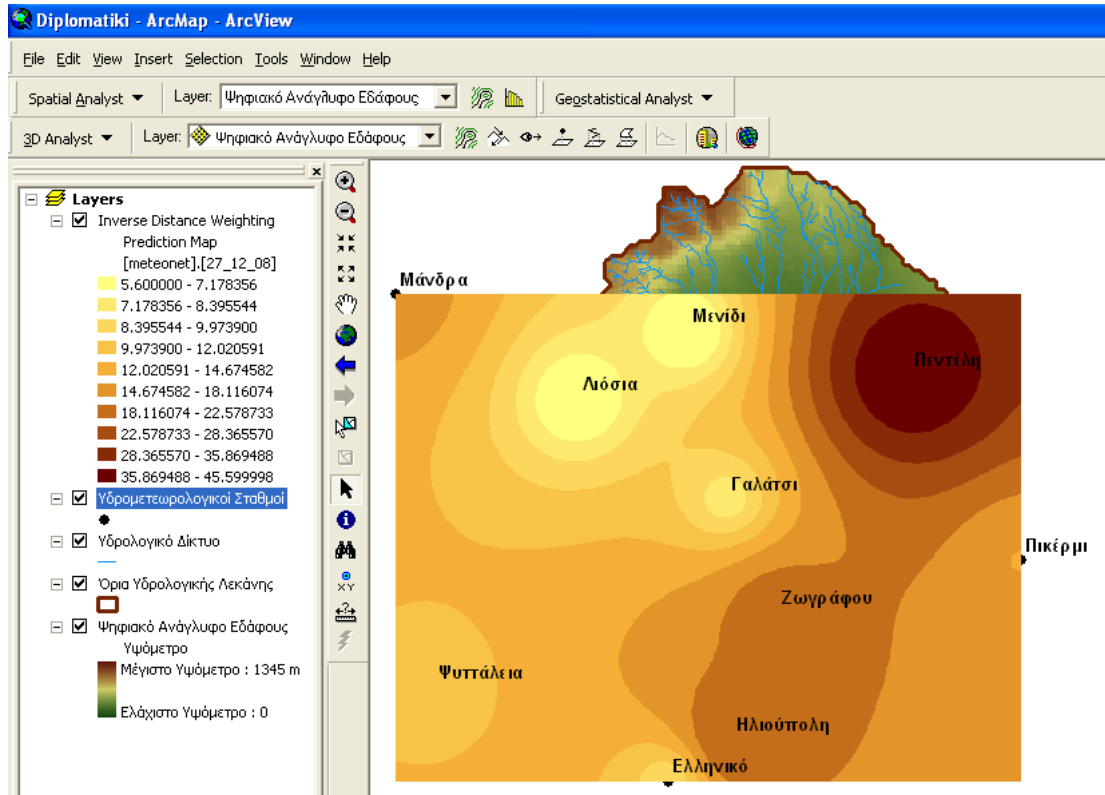 Diplomatiki - ArcMap - ArcView
File Edit View Insert Selection Tools Window Help
Spatial Analyst Layer: Ψηφιακό Ανάγλυφο Εδάφους Geostatistical Analyst
3D Analyst Layer: Ψηφιακό Ανάγλυφο Εδάφους
Layers
Inverse Distance Weighting
Prediction Map
[meteonet].[27_12_08]
5.600000 - 7.178356
7.178356 - 8.395544
8.395544 - 9.973900
9.973900 - 12.020591
12.020591 - 14.674582
14.674582 - 18.116074
18.116074 - 22.578733
22.578733 - 28.365570
28.365570 - 35.869488
35.869488 - 45.599998
Υδρομετεωρολογικοί Σταθμοί
Υδρολογικό Δίκτυο
Όρια Υδρολογικής Λεκάνης
Ψηφιακό Ανάγλυφο Εδάφους
Υψόμετρο
Μέγιστο Υψόμετρο : 1345 m
Ελάχιστο Υψόμετρο : 0
XY
Μάνδρα
Μενίδι
Πεντέλη
Λιόσια
Γαλάτσι
Πικέρμι
Ζωγράφου
Ψυττάλεια
Ηλιούπολη
Ελληνικό